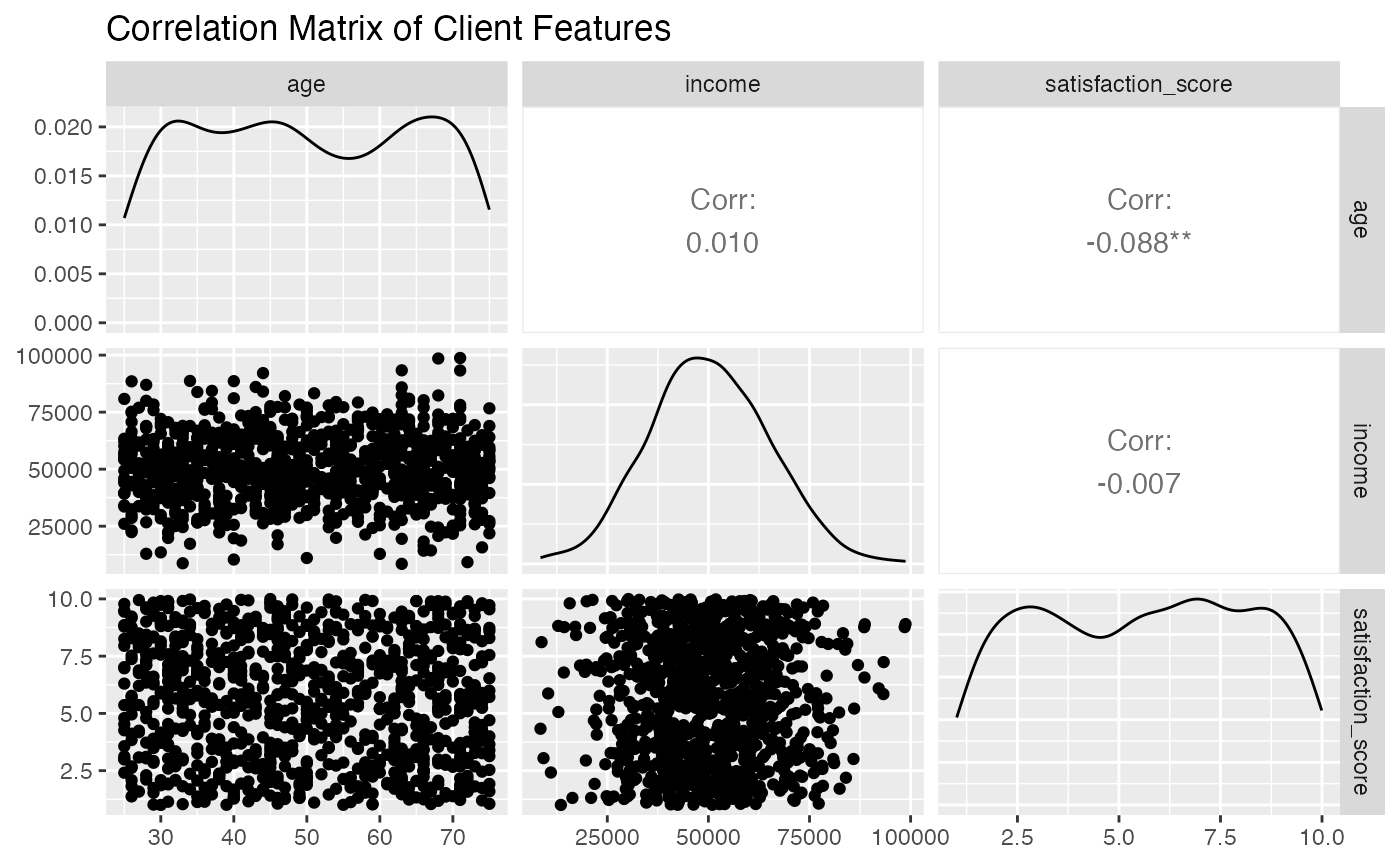 Correlation Matrix of Client Features
age
income
satisfaction_score
0.020
0.015
0.010
0.005
0.000
Corr:
0.010
Corr:
-0.088**
age
100000
75000
50000
25000
Corr:
-0.007
income
10.0
7.5
5.0
2.5
satisfaction_score
30 40 50 60 70
25000 50000 75000 100000
2.5 5.0 7.5 10.0